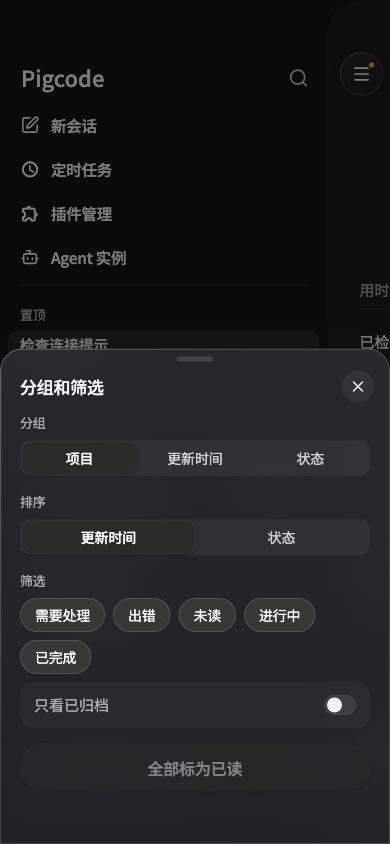 Pigcode
新会话
定时任务
插件管理
Agent 实例
置顶
用时
检查连接提示
已检
分组和筛选
分组
项目 更新时间 状态
排序
更新时间 状态
筛选
需要处理 出错 未读 进行中
已完成
只看已归档
全部标为已读